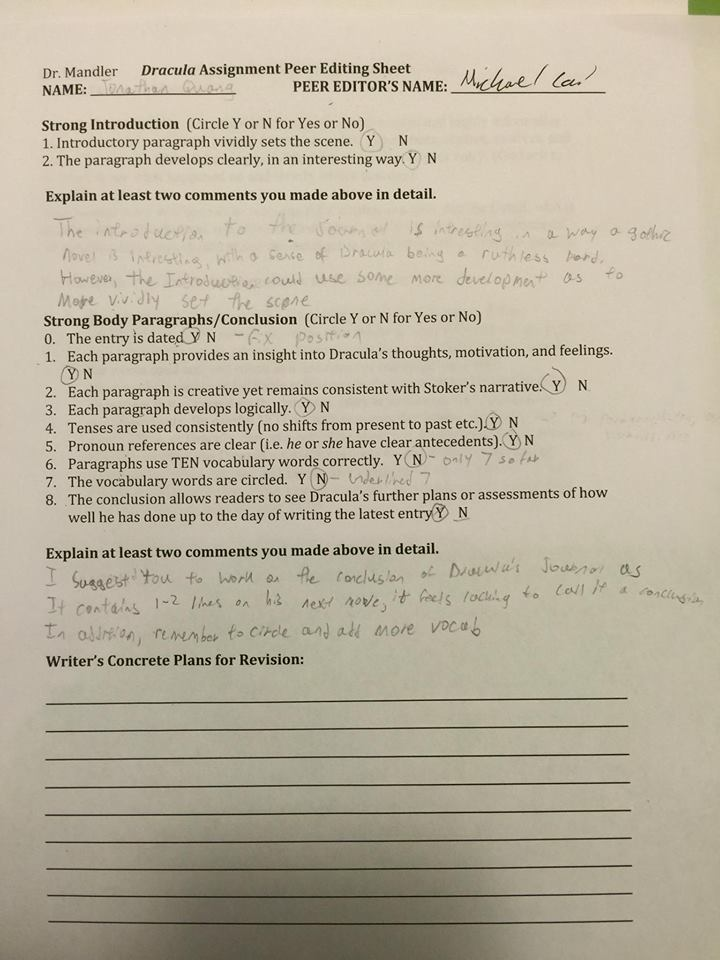 Dr. Mandler Dracula Assignment Peer Editing Sheet
NAME: Jonathan Quang PEER EDITOR'S NAME: Michael
Strong Introduction (Circle Y or N for Yes or No)
1. Introductory paragraph vividly sets the scene. Y N
2. The paragraph develops clearly, in an interesting way. Y N
Explain at least two comments you made above in detail.
The introduction to the Journal is intresting in a way a gothic
novel is intresting, with a sense of Dracula being a ruthless
However, the Introduction could use some more development as to
More vividly set the scene
Strong Body Paragraphs/Conclusion (Circle Y or N for Yes or No)
0. The entry is dated Y N - fix position
1. Each paragraph provides an insight into Dracula's thoughts, motivation, and feelings.
Y N
2. Each paragraph is creative yet remains consistent with Stoker's narrative. Y N
3. Each paragraph develops logically. Y N
4. Tenses are used consistently (no shifts from present to past etc.). Y N
5. Pronoun references are clear (i.e. he or she have clear antecedents). Y N
6. Paragraphs use TEN vocabulary words correctly. Y N - only 7 so far
7. The vocabulary words are circled. Y N - Underlined 7
8. The conclusion allows readers to see Dracula's further plans or assessments of how
well he has done up to the day of writing the latest entry Y N
Explain at least two comments you made above in detail.
I suggest you to work on the conclusion of Dracula's Journal as
It contains 1-2 lines on his next move, it feels lacking to call it a conclusion
In addition, remember to circle and add more vocab
Writer's Concrete Plans for Revision: